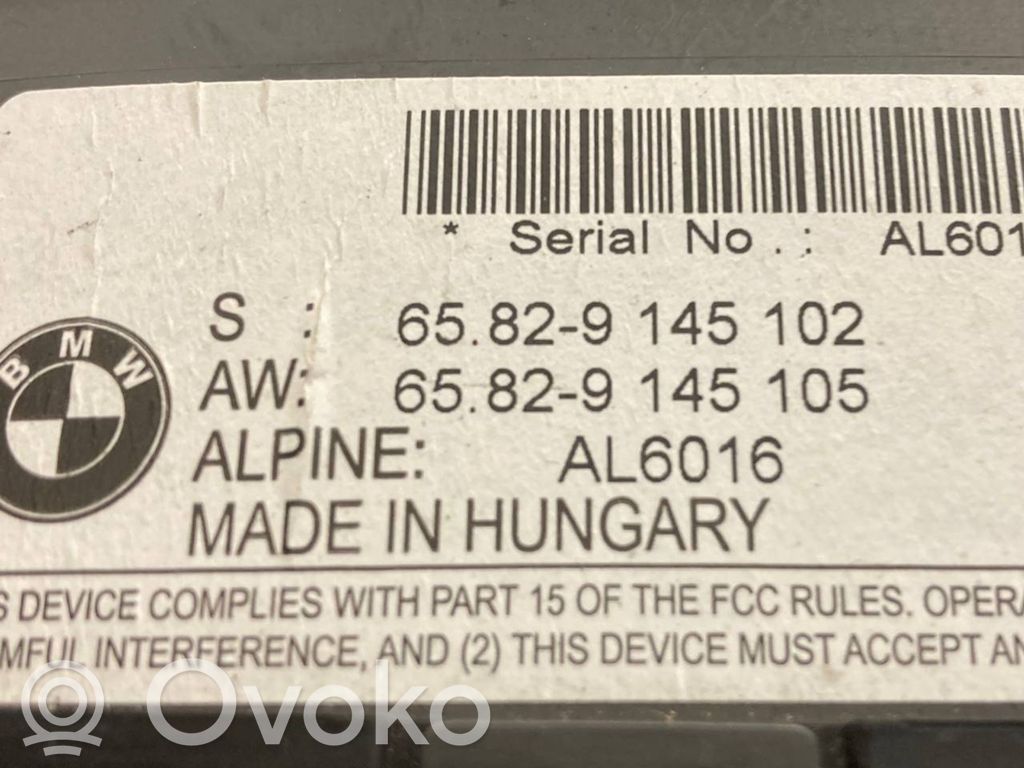 * Serial No.: AL601
S : 65.82-9 145 102
AW: 65.82-9 145 105
BMW
ALPINE: AL6016
MADE IN HUNGARY
DEVICE COMPLIES WITH PART 15 OF THE FCC RULES. OPERA
INTERFERENCE, AND (2) THIS DEVICE MUST ACCEPT AN
Ovoko